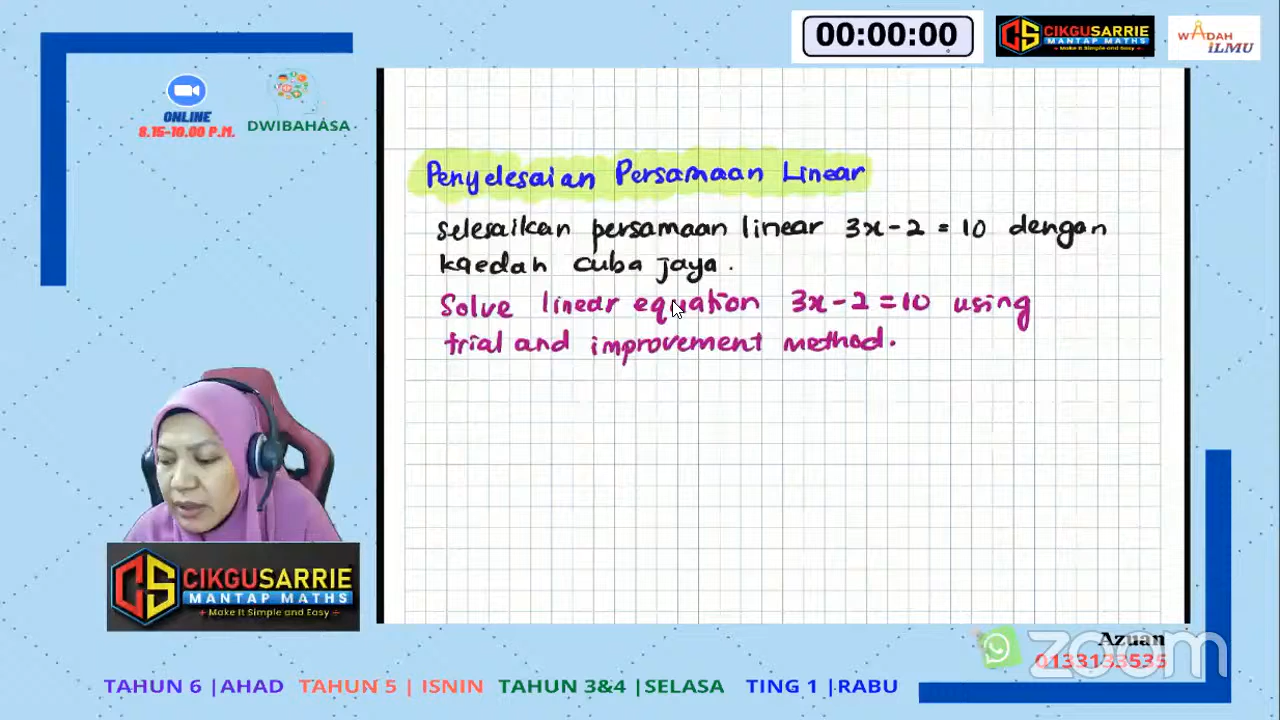 00:00:00
CS CIKGUSARRIE
MANTAP MATHS
Make It Simple and Easy
WADAH
iLMU
ONLINE
8.15-10.00 P.M.
DWIBAHASA
Penyelesaian Persamaan Linear
selesaikan persamaan linear 3x - 2 = 10 dengan
kaedah cuba jaya.
Solve linear equation 3x - 2 = 10 using
trial and improvement method.
CS CIKGUSARRIE
MANTAP MATHS
Make It Simple and Easy
Azuan
zoom
0133133535
TAHUN 6 |AHAD TAHUN 5 | ISNIN TAHUN 3&4 |SELASA TING 1 |RABU